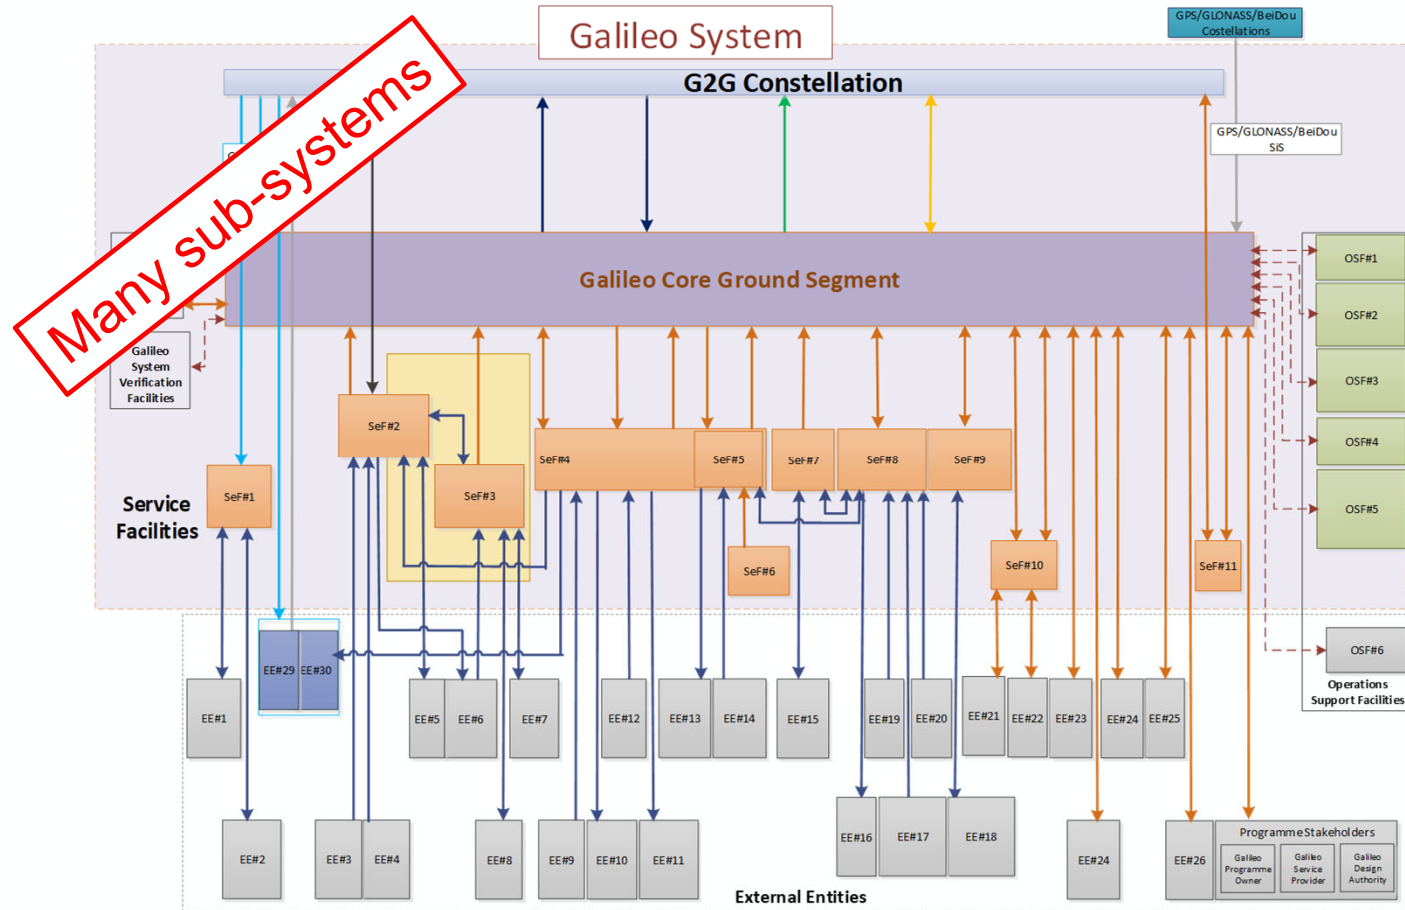 GPS/GLONASS/BeiDou
Costellations
Galileo System
G2G Constellation
Many sub-systems
GPS/GLONASS/BeiDou
SiS
Galileo Core Ground Segment
OSF#1
OSF#2
OSF#3
OSF#4
OSF#5
Galileo
System
Verification
Facilities
SeF#2
SeF#4
SeF#5
SeF#7
SeF#8
SeF#9
SeF#1
SeF#3
Service
Facilities
SeF#6
SeF#10
SeF#11
OSF#6
Operations
Support Facilities
EE#29
EE#30
EE#1
EE#5
EE#6
EE#7
EE#12
EE#13
EE#14
EE#15
EE#19
EE#20
EE#21
EE#22
EE#23
EE#24
EE#25
EE#2
EE#3
EE#4
EE#8
EE#9
EE#10
EE#11
EE#16
EE#17
EE#18
EE#24
EE#26
Programme Stakeholders
Galileo
Programme
Owner
Galileo
Service
Provider
Galileo
Design
Authority
External Entities